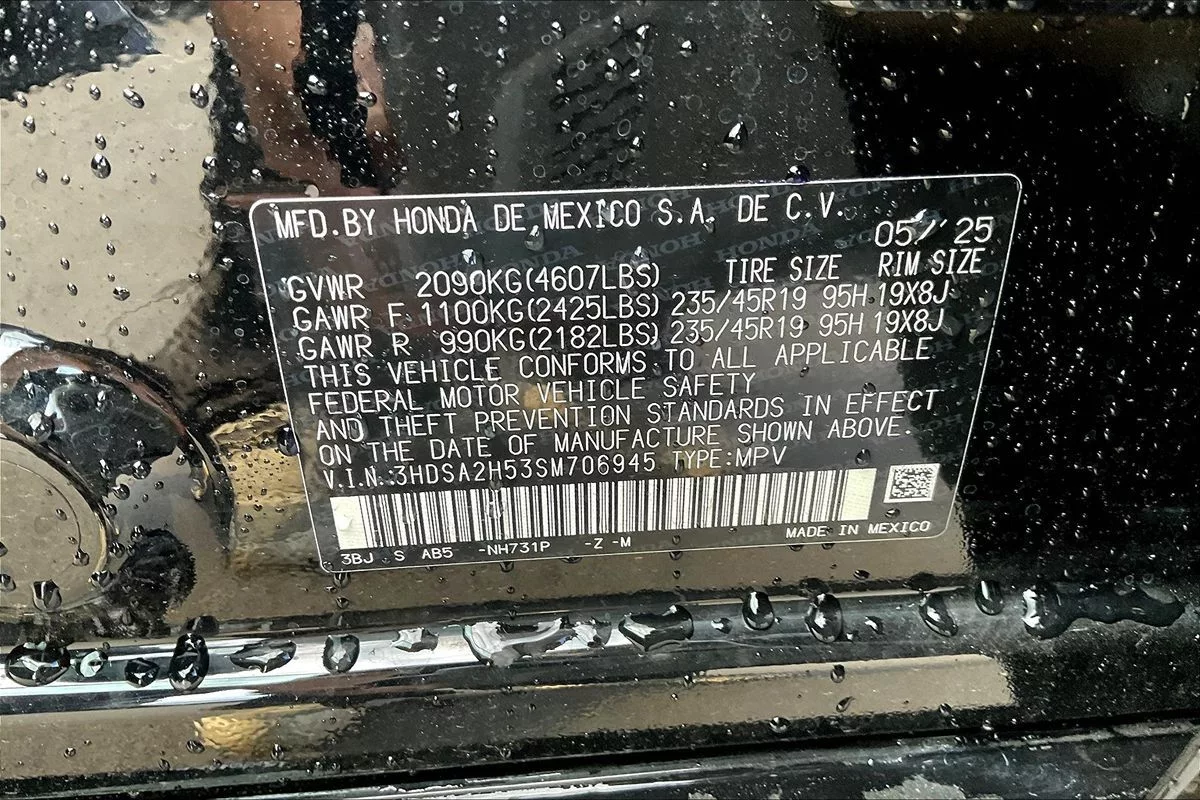 MFD.BY HONDA DE MEXICO S.A. DE C.V.
05/'25
GVWR 2090KG(4607LBS) TIRE SIZE RIM SIZE
GAWR F 1100KG(2425LBS) 235/45R19 95H 19X8J
GAWR R 990KG(2182LBS) 235/45R19 95H 19X8J
THIS VEHICLE CONFORMS TO ALL APPLICABLE
FEDERAL MOTOR VEHICLE SAFETY
AND THEFT PREVENTION STANDARDS IN EFFECT
ON THE DATE OF MANUFACTURE SHOWN ABOVE.
V.I.N.:3HDSA2H53SM706945 TYPE:MPV
3BJ S AB5 -NH731P -Z -M
MADE IN MEXICO